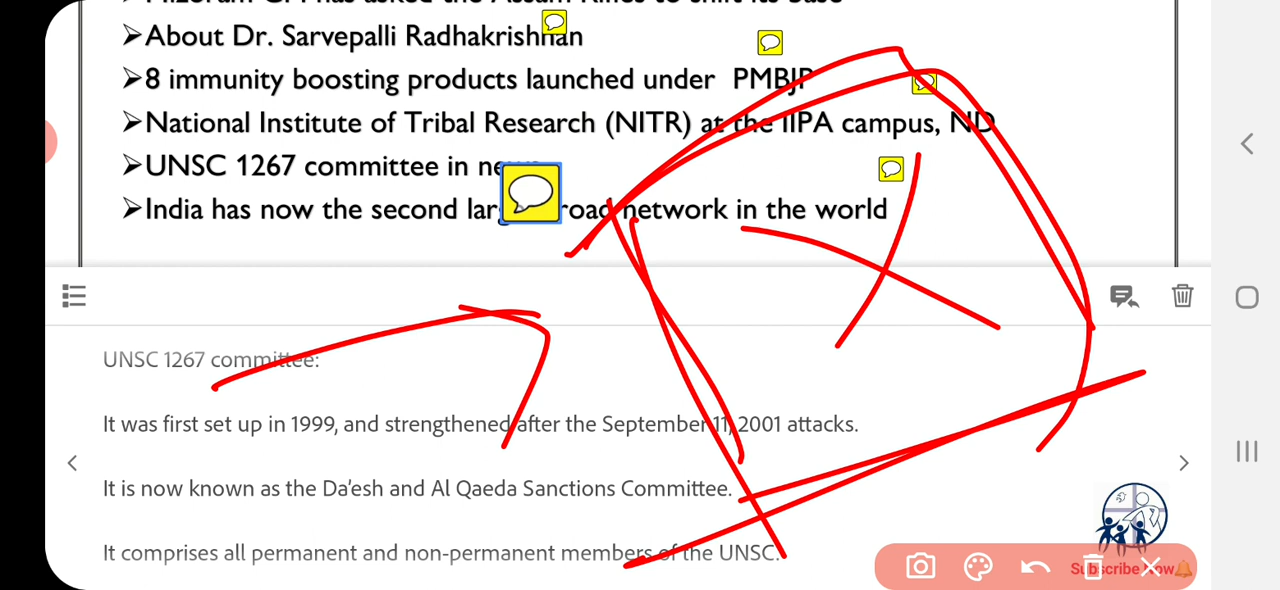 ➢About Dr. Sarvepalli Radhakrishnan
➢8 immunity boosting products launched under PMBJP
➢National Institute of Tribal Research (NITR) at the IIPA campus, ND
➢UNSC 1267 committee in news
➢India has now the second largest road network in the world
UNSC 1267 committee:
It was first set up in 1999, and strengthened after the September 11, 2001 attacks.
It is now known as the Da'esh and Al Qaeda Sanctions Committee.
It comprises all permanent and non-permanent members of the UNSC.
Subscribe Now